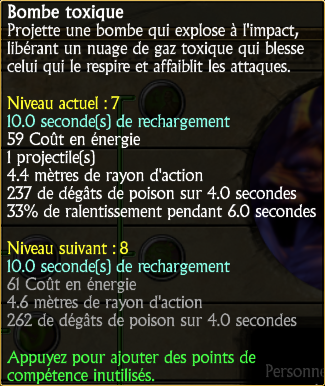 Bombe toxique
Projette une bombe qui explose à l'impact,
libérant un nuage de gaz toxique qui blesse
celui qui le respire et affaiblit les attaques.
Niveau actuel : 7
10.0 seconde(s) de rechargement
59 Coût en énergie
1 projectile(s)
4.4 mètres de rayon d'action
237 de dégâts de poison sur 4.0 secondes
33% de ralentissement pendant 6.0 secondes
Niveau suivant : 8
10.0 seconde(s) de rechargement
61 Coût en énergie
4.6 mètres de rayon d'action
262 de dégâts de poison sur 4.0 secondes
Appuyez pour ajouter des points de
compétence inutilisés.
Personne